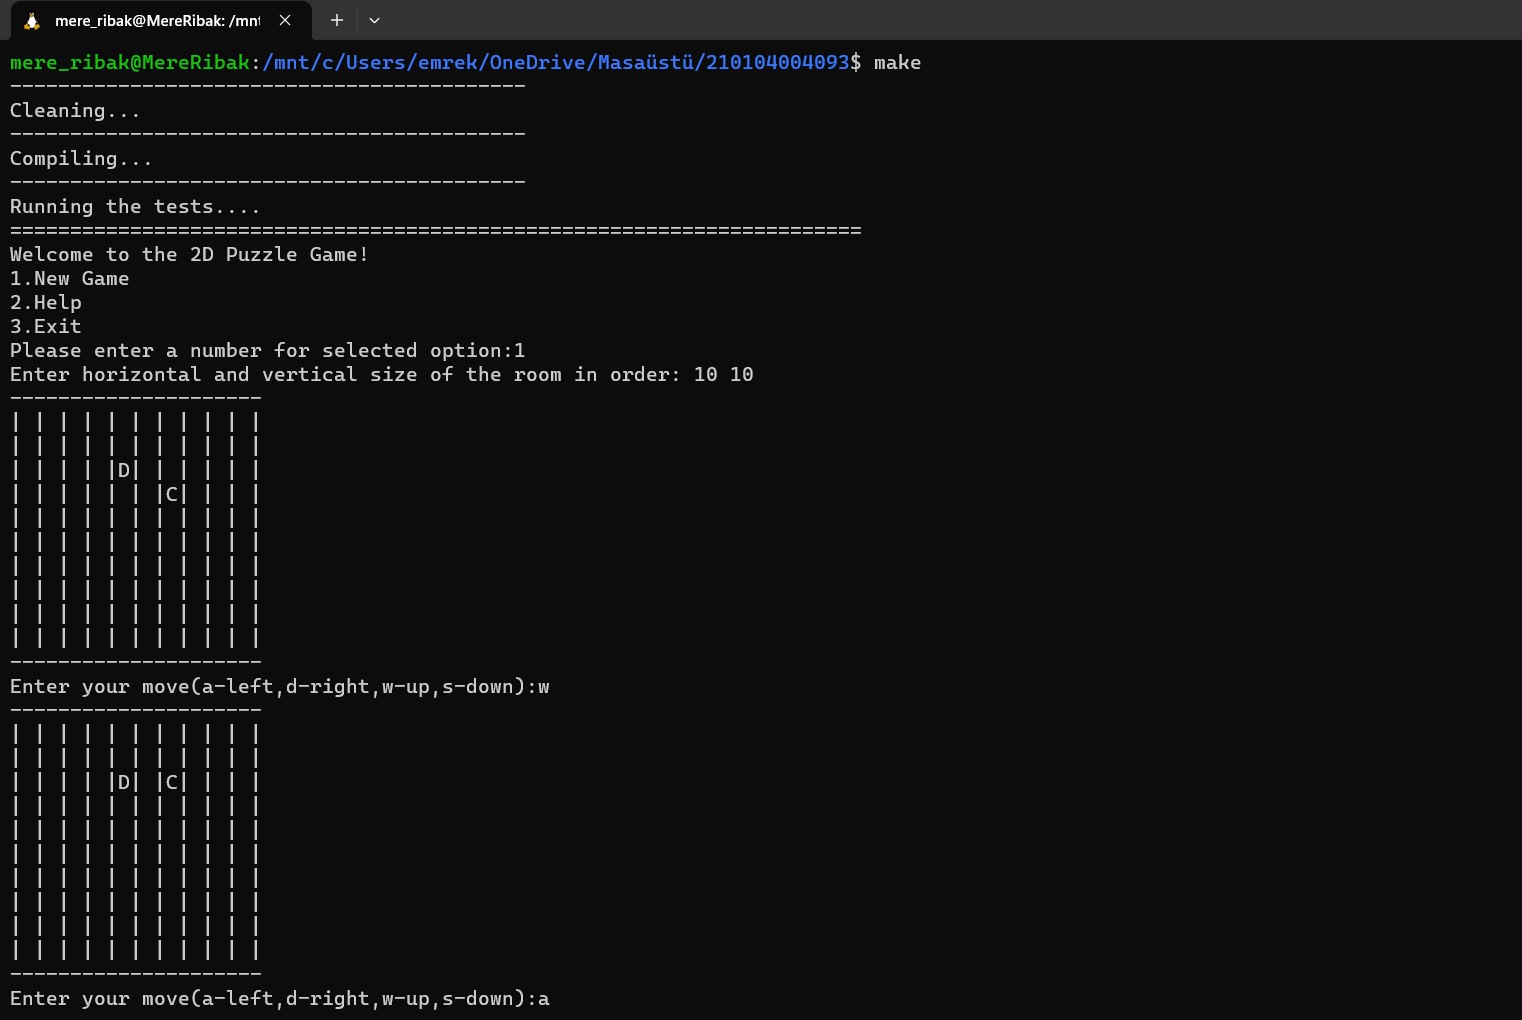 mere_ribak@MereRibak: /mnt
mere_ribak@MereRibak:/mnt/c/Users/emrek/OneDrive/Masaüstü/210104004093$ make
-------------------------------------------
Cleaning...
-------------------------------------------
Compiling...
-------------------------------------------
Running the tests....
=======================================================================
Welcome to the 2D Puzzle Game!
1.New Game
2.Help
3.Exit
Please enter a number for selected option:1
Enter horizontal and vertical size of the room in order: 10 10
---------------------
| | | | | | | | | | |
| | | | | | | | | | |
| | | | |D| | | | | |
| | | | | | |C| | | |
| | | | | | | | | | |
| | | | | | | | | | |
| | | | | | | | | | |
| | | | | | | | | | |
| | | | | | | | | | |
| | | | | | | | | | |
---------------------
Enter your move(a-left,d-right,w-up,s-down):w
---------------------
| | | | | | | | | | |
| | | | | | | | | | |
| | | | |D| |C| | | |
| | | | | | | | | | |
| | | | | | | | | | |
| | | | | | | | | | |
| | | | | | | | | | |
| | | | | | | | | | |
| | | | | | | | | | |
| | | | | | | | | | |
---------------------
Enter your move(a-left,d-right,w-up,s-down):a